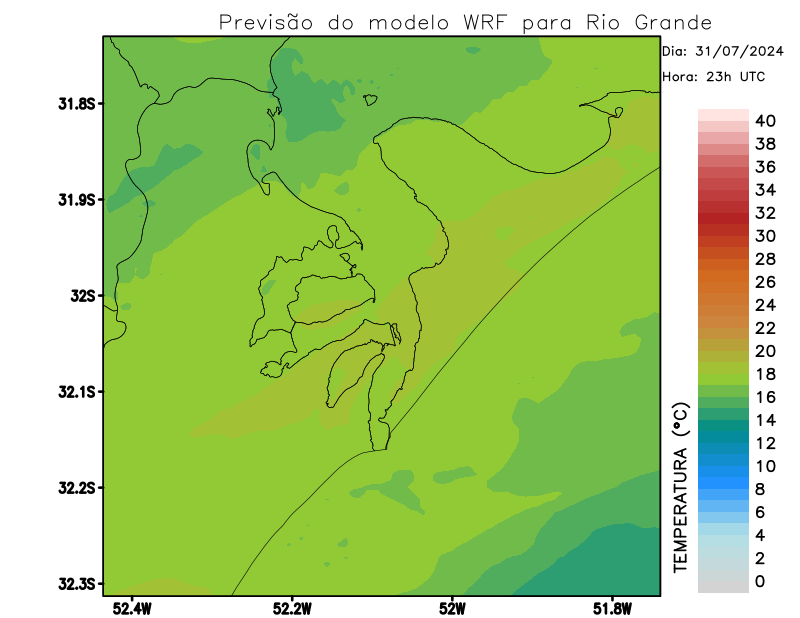 Previsão do modelo WRF para Rio Grande
Dia: 31/07/2024
Hora: 23h UTC
31.8S
31.9S
32S
32.1S
32.2S
32.3S
52.4W
52.2W
52W
51.8W
TEMPERATURA (°C)
40
38
36
34
32
30
28
26
24
22
20
18
16
14
12
10
8
6
4
2
0